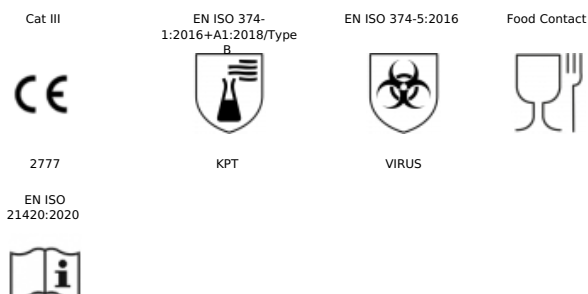 Cat III
EN ISO 374-
1:2016+A1:2018/Type
B
EN ISO 374-5:2016
Food Contact
CE
2777
KPT
VIRUS
EN ISO
21420:2020
i